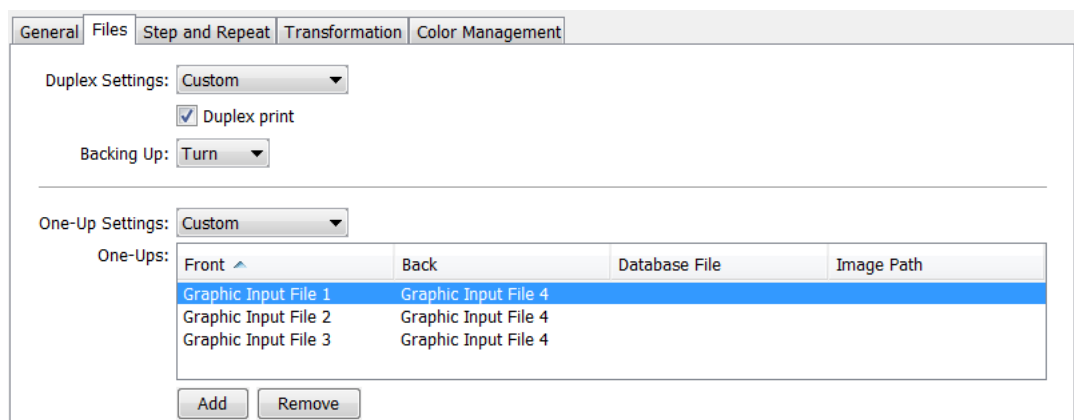 General Files Step and Repeat Transformation Color Management
Duplex Settings: Custom
Duplex print
Backing Up: Turn
One-Up Settings: Custom
One-Ups:
Front Back Database File Image Path
Graphic Input File 1 Graphic Input File 4
Graphic Input File 2 Graphic Input File 4
Graphic Input File 3 Graphic Input File 4
Add Remove